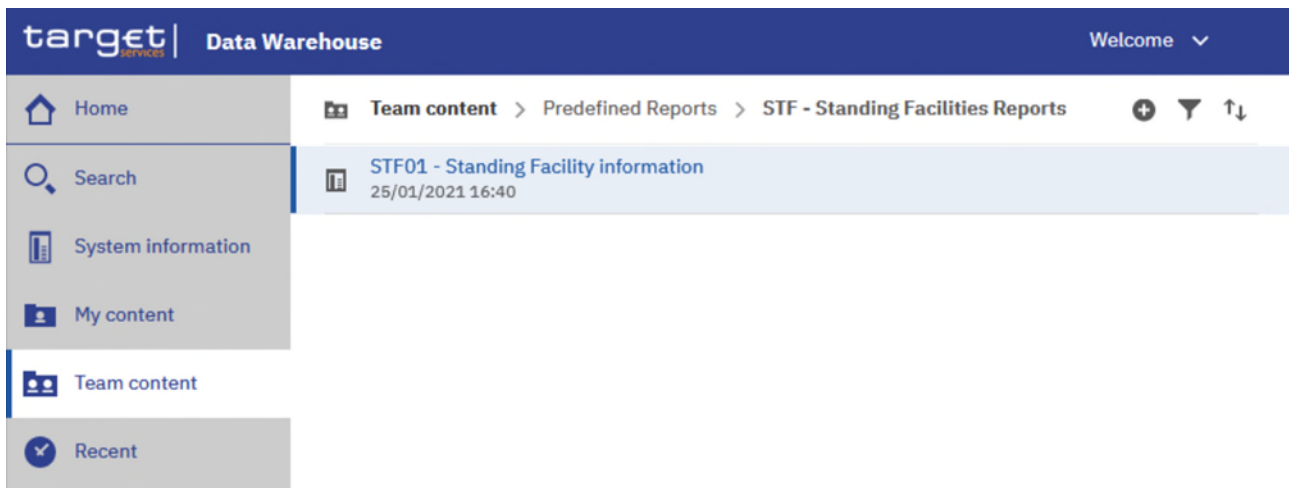 target| services Data Warehouse Welcome
Home
Team content > Predefined Reports > STF - Standing Facilities Reports
Search
STF01 - Standing Facility information
25/01/2021 16:40
System information
My content
Team content
Recent